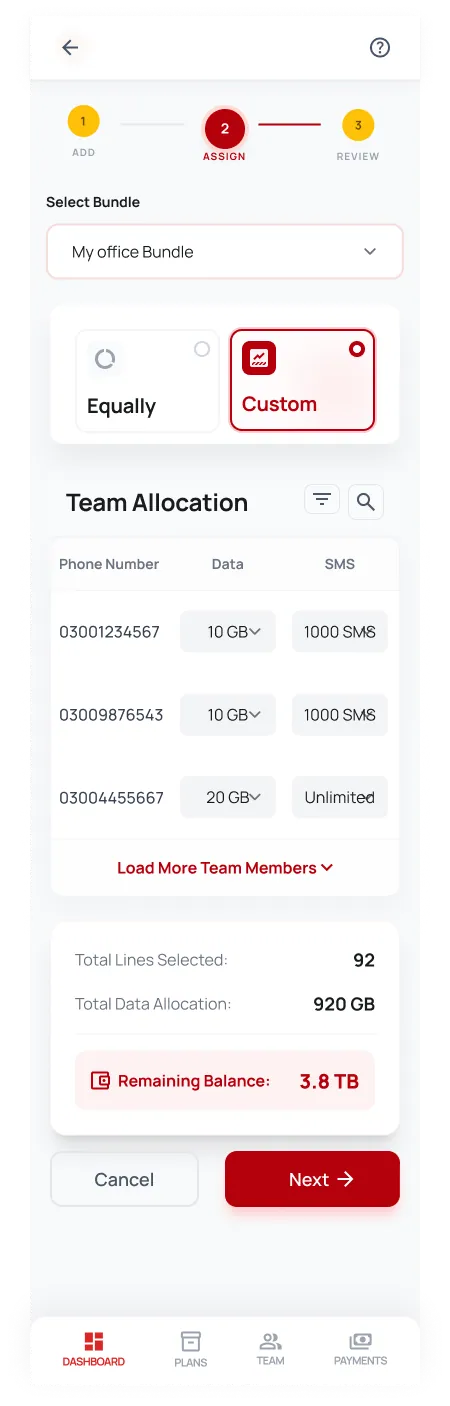 1
2
3
ADD
ASSIGN
REVIEW
Select Bundle
My office Bundle
Equally
Custom
Team Allocation
Phone Number Data SMS
03001234567 10 GB 1000 SMS
03009876543 10 GB 1000 SMS
03004455667 20 GB Unlimited
Load More Team Members
Total Lines Selected: 92
Total Data Allocation: 920 GB
Remaining Balance: 3.8 TB
Cancel
Next
DASHBOARD PLANS TEAM PAYMENTS